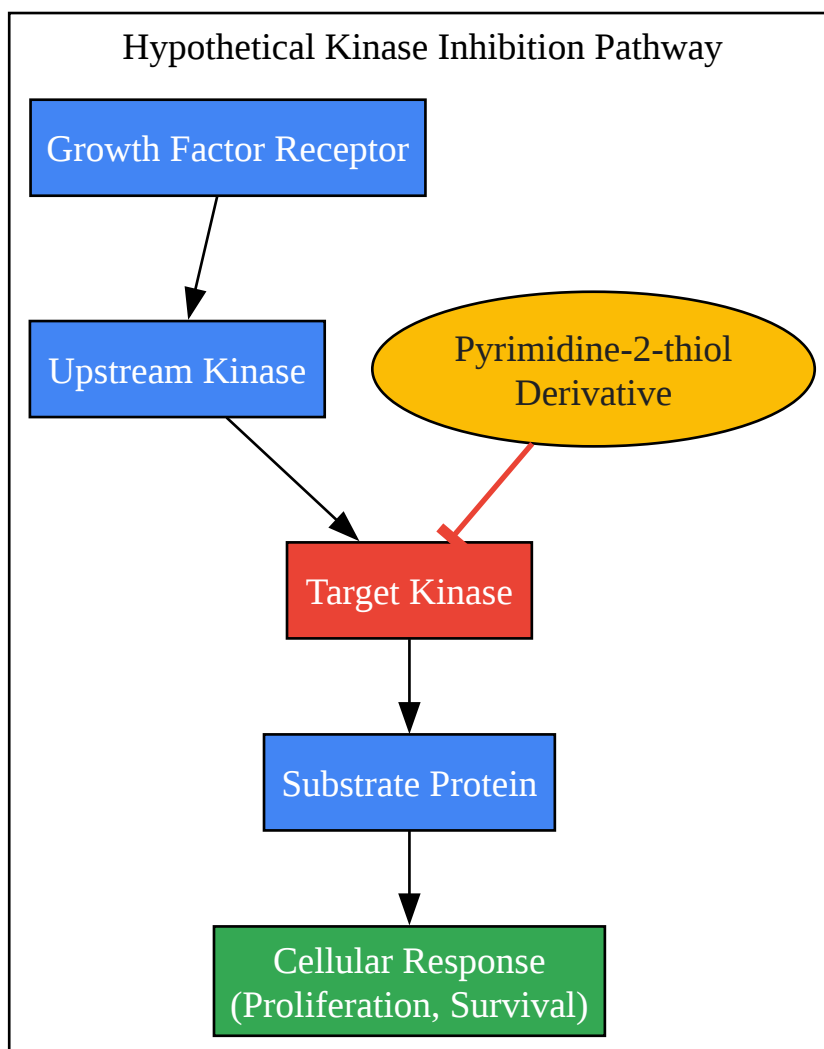 Hypothetical Kinase Inhibition Pathway
Growth Factor Receptor
Upstream Kinase
Pyrimidine-2-thiol
Derivative
Target Kinase
Substrate Protein
Cellular Response
(Proliferation, Survival)